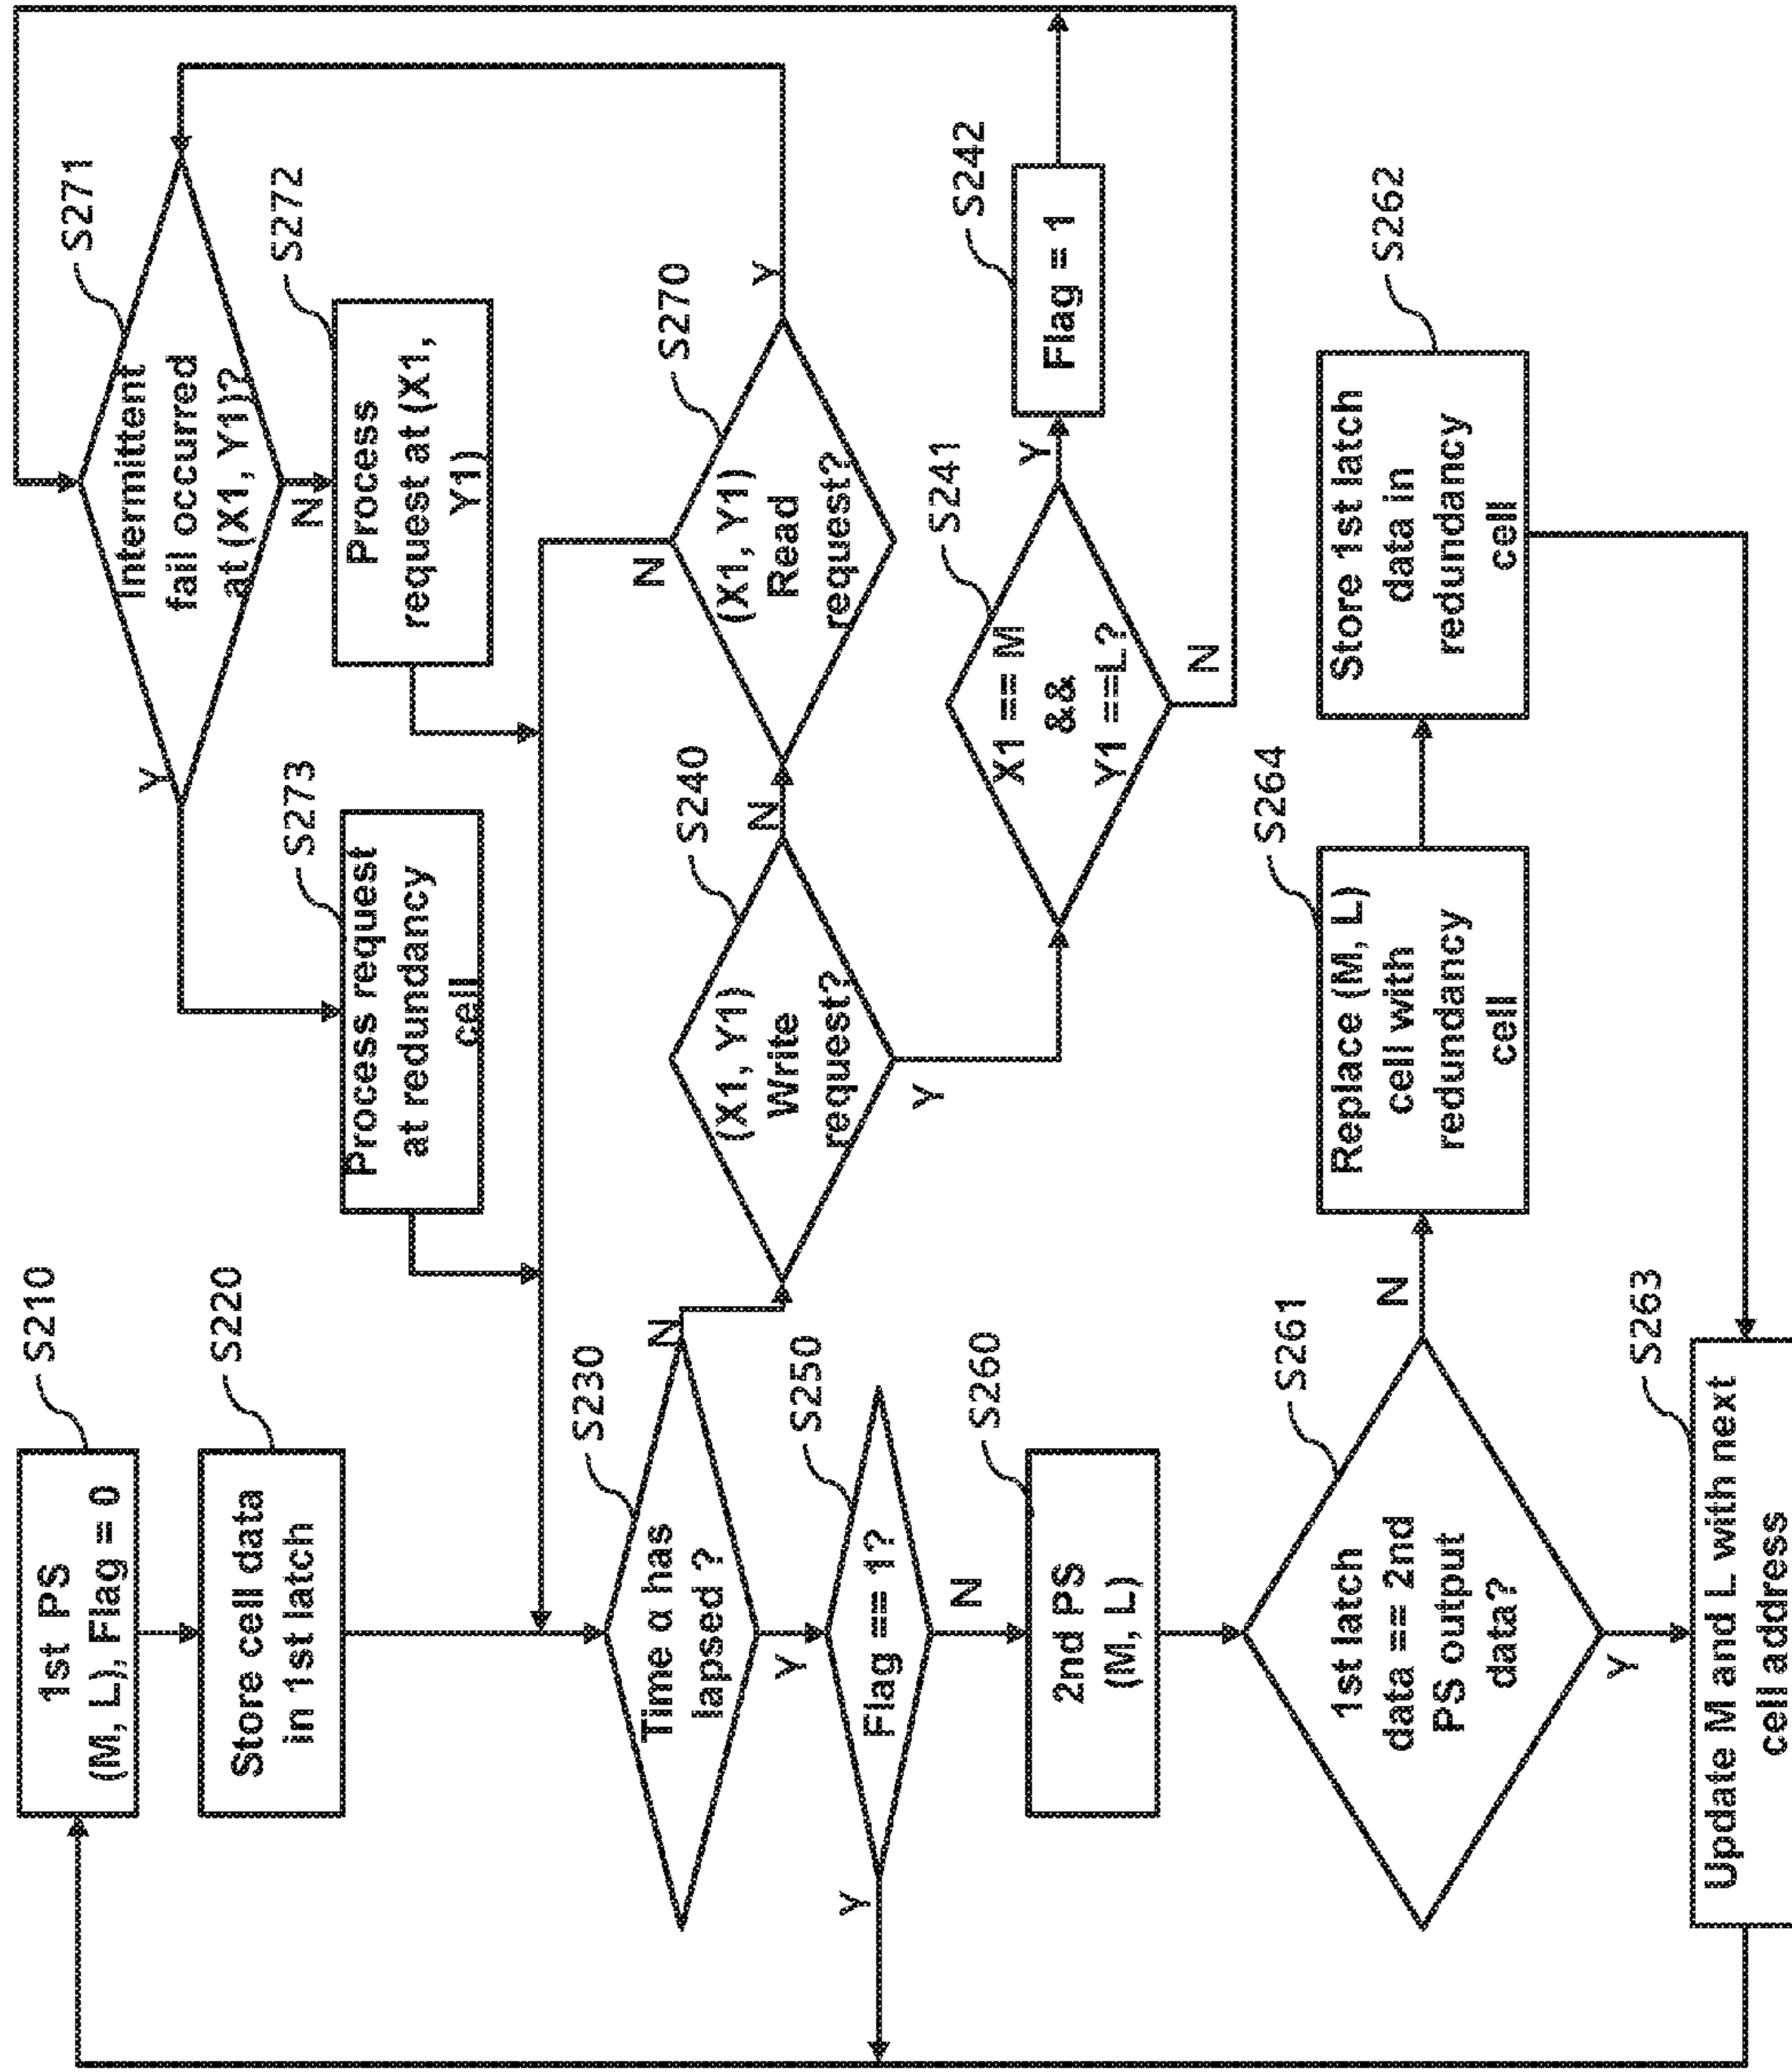 S210
1st PS
(M, L), Flag = 0
S220
Store cell data
in 1st latch
S230
Time α has
lapsed ?
N
Y
S250
Flag == 1?
Y
N
S260
2nd PS
(M, L)
S261
1st latch
data == 2nd
PS output
data?
N
Y
S263
Update M and L with next
cell address
S264
Replace (M, L)
cell with
redundancy
cell
S262
Store 1st latch
data in
redundancy
cell
S240
(X1, Y1)
Write
request?
N
Y
S241
X1 == M
&&
Y1 ==L?
Y
N
S242
Flag = 1
S270
(X1, Y1)
Read
request?
N
Y
S271
Intermittent
fail occurred
at (X1, Y1)?
Y
N
S272
Process
request at (X1,
Y1)
S273
Process request
at redundancy
cell